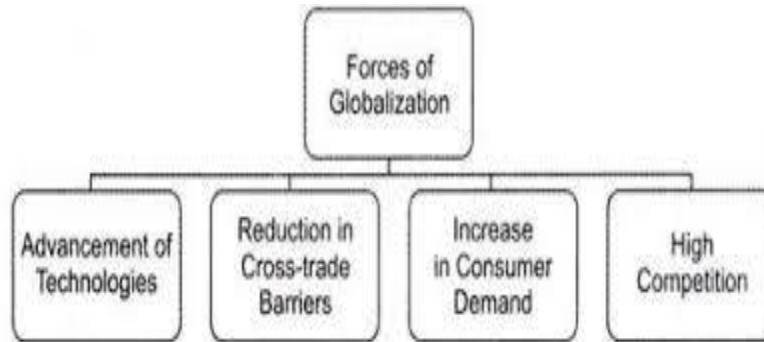 Forces of
Globalization
Advancement of
Technologies
Reduction in
Cross-trade
Barriers
Increase
in Consumer
Demand
High
Competition